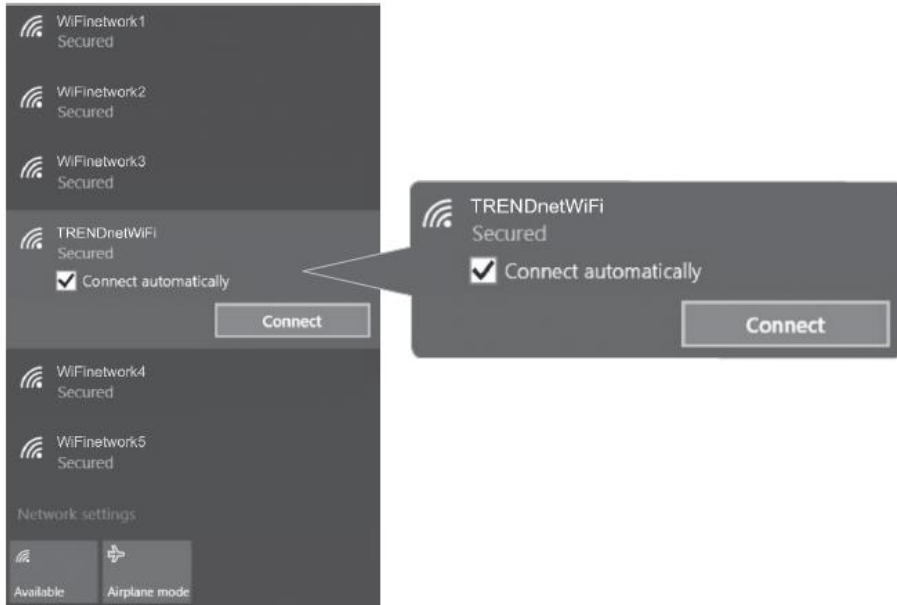 WiFinetwork1
Secured
WiFinetwork2
Secured
WiFinetwork3
Secured
TRENDnetWiFi
Secured
Connect automatically
Connect
WiFinetwork4
Secured
WiFinetwork5
Secured
Network settings
Available
Airplane mode
TRENDnetWiFi
Secured
Connect automatically
Connect